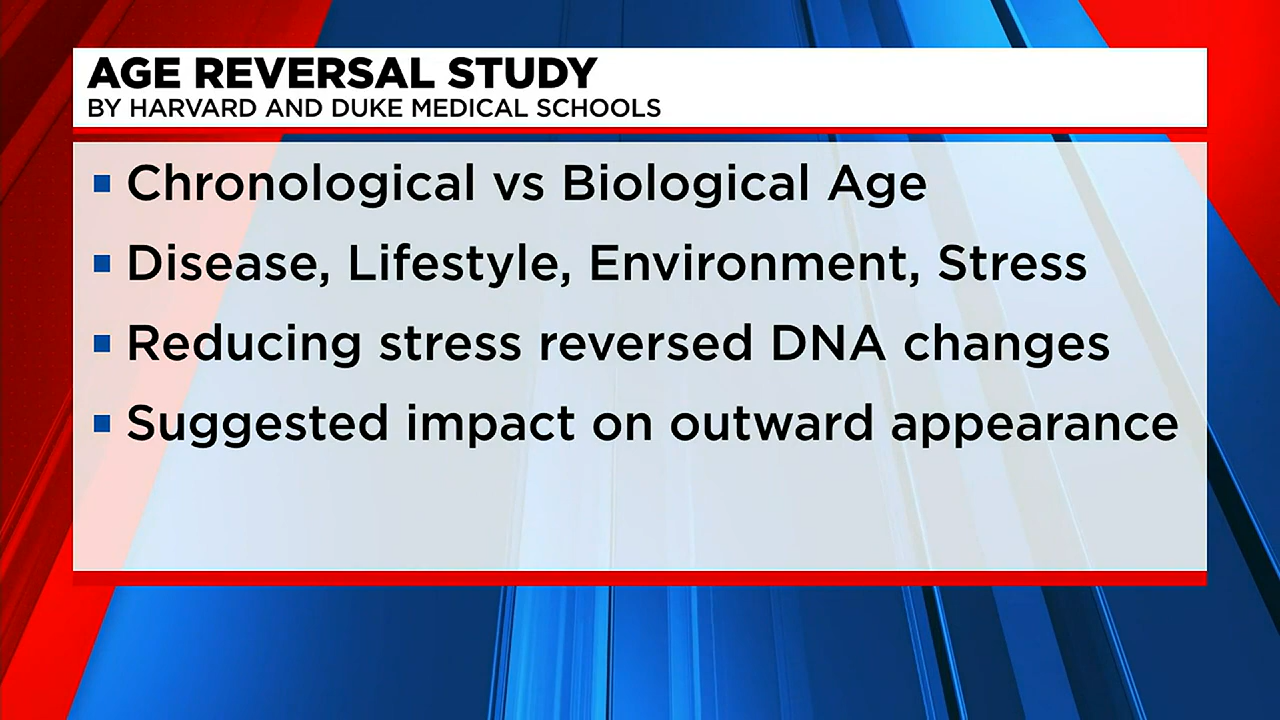 AGE REVERSAL STUDY
BY HARVARD AND DUKE MEDICAL SCHOOLS
Chronological vs Biological Age
Disease, Lifestyle, Environment, Stress
Reducing stress reversed DNA changes
Suggested impact on outward appearance